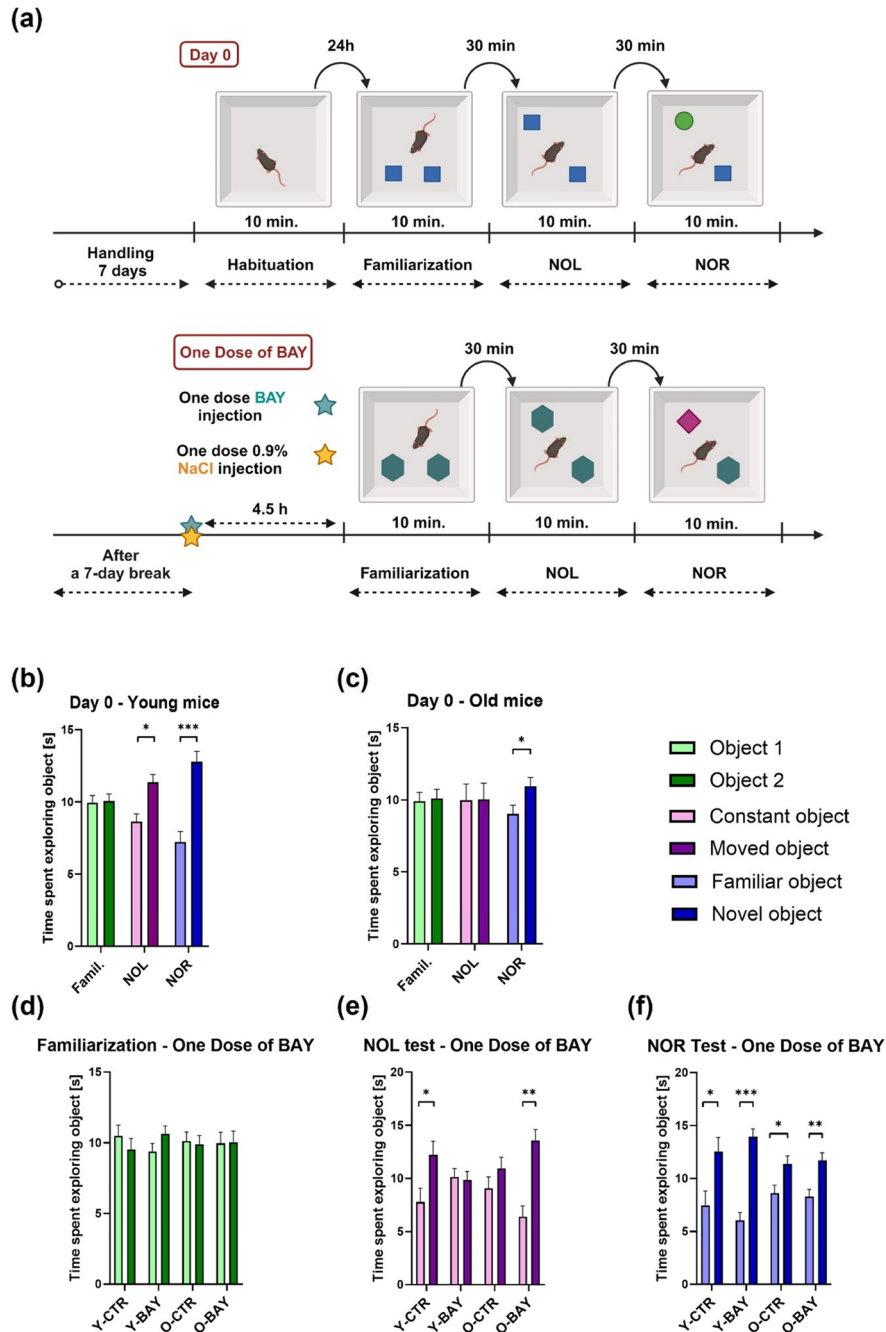 (a)
Day 0
24h
30 min
30 min
10 min.
10 min.
10 min.
10 min.
Handling
7 days
Habituation
Familiarization
NOL
NOR
One Dose of BAY
30 min
30 min
One dose BAY
injection
One dose 0.9%
NaCl injection
4.5 h
10 min.
10 min.
10 min.
After
a 7-day break
Familiarization
NOL
NOR
(b)
Day 0 - Young mice
Time spent exploring object [s]
15
10
5
0
*
***
Famil.
NOL
NOR
(c)
Day 0 - Old mice
Time spent exploring object [s]
15
10
5
0
*
Famil.
NOL
NOR
Object 1
Object 2
Constant object
Moved object
Familiar object
Novel object
(d)
Familiarization - One Dose of BAY
Time spent exploring object [s]
15
10
5
0
Y-CTR
Y-BAY
O-CTR
O-BAY
(e)
NOL test - One Dose of BAY
Time spent exploring object [s]
20
15
10
5
0
*
**
Y-CTR
Y-BAY
O-CTR
O-BAY
(f)
NOR Test - One Dose of BAY
Time spent exploring object [s]
20
15
10
5
0
*
***
*
**
Y-CTR
Y-BAY
O-CTR
O-BAY